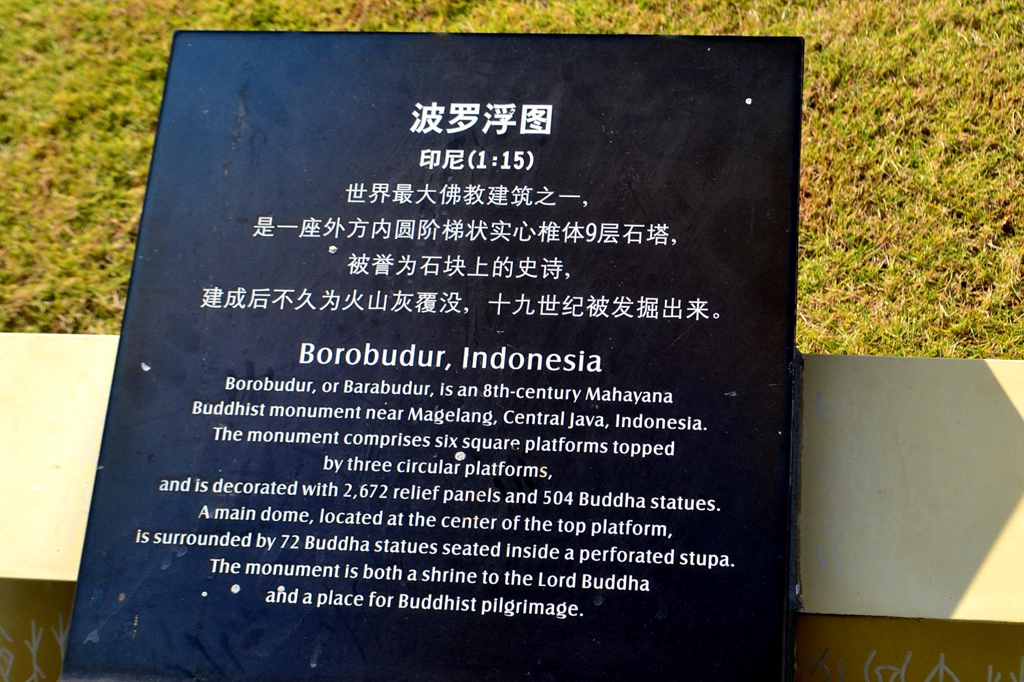 波罗浮图
印尼(1:15)
世界最大佛教建筑之一,
是一座外方内圆阶梯状实心椎体9层石塔,
被誉为石块上的史诗,
建成后不久为火山灰覆没, 十九世纪被发掘出来。
Borobudur, Indonesia
Borobudur, or Barabudur, is an 8th-century Mahayana
Buddhist monument near Magelang, Central Java, Indonesia.
The monument comprises six square platforms topped
by three circular platforms,
and is decorated with 2,672 relief panels and 504 Buddha statues.
A main dome, located at the center of the top platform,
is surrounded by 72 Buddha statues seated inside a perforated stupa.
The monument is both a shrine to the Lord Buddha
and a place for Buddhist pilgrimage.